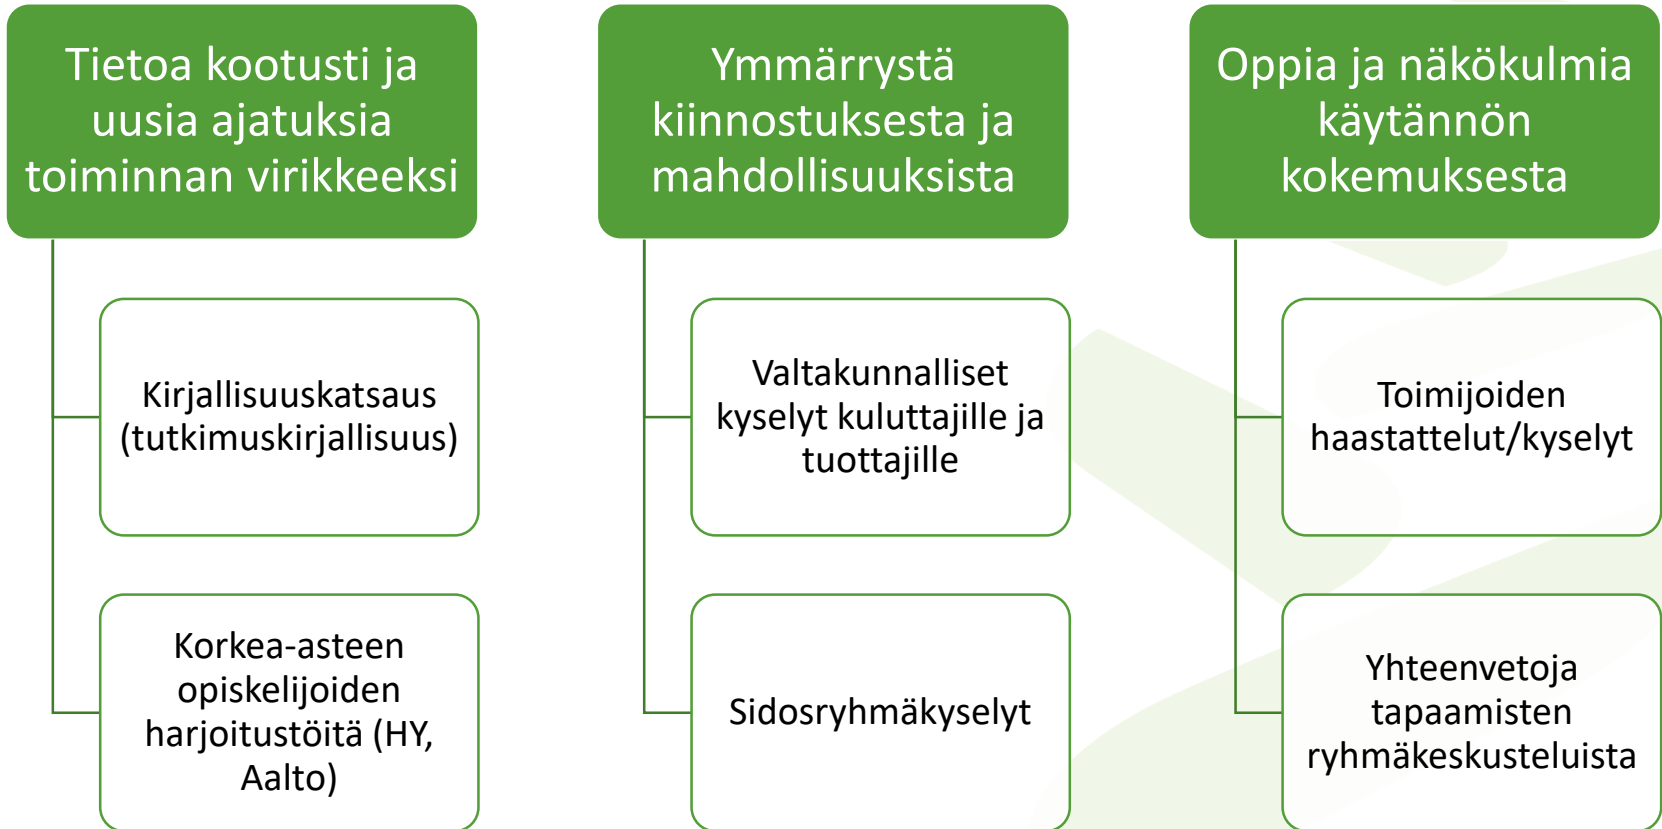 Tietoa kootusti ja
uusia ajatuksia
toiminnan virikkeeksi
Kirjallisuuskatsaus
(tutkimuskirjallisuus)
Korkea-asteen
opiskelijoiden
harjoitustöitä (HY,
Aalto)
Ymmärrystä
kiinnostuksesta ja
mahdollisuuksista
Valtakunnalliset
kyselyt kuluttajille ja
tuottajille
Sidosryhmäkyselyt
Oppia ja näkökulmia
käytännön
kokemuksesta
Toimijoiden
haastattelut/kyselyt
Yhteenvetoja
tapaamisten
ryhmäkeskusteluista